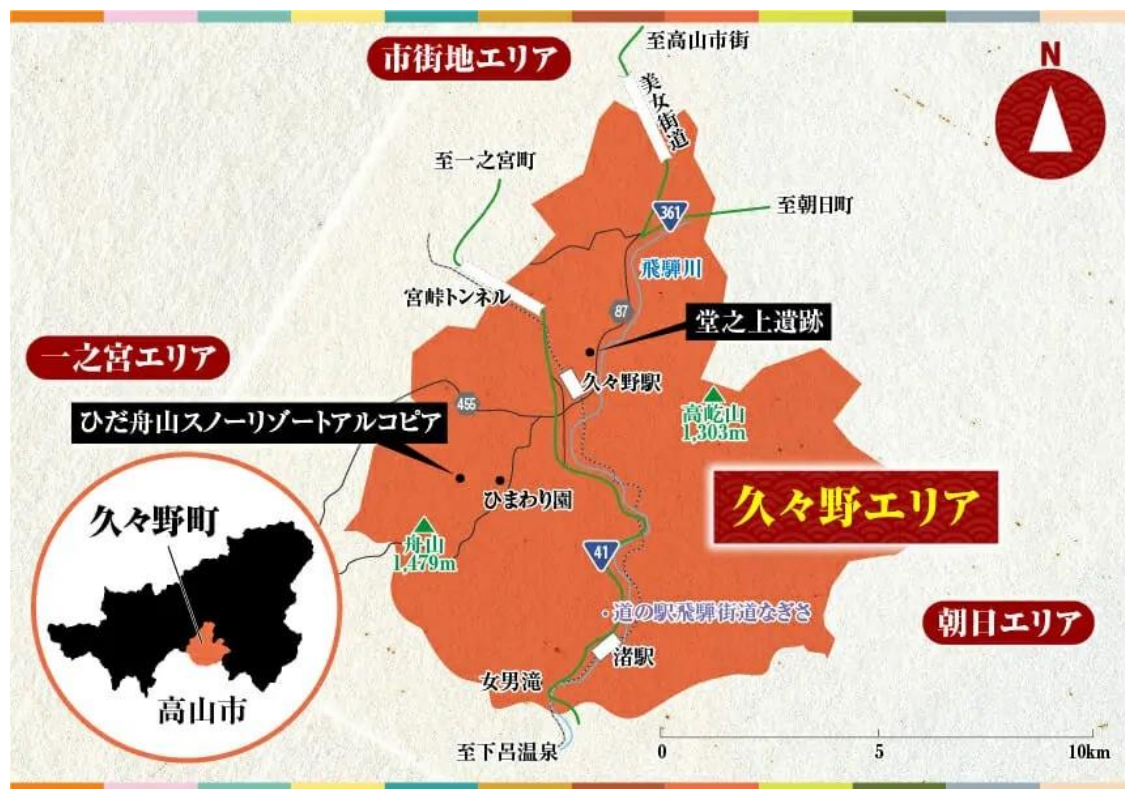 市街地エリア
至高山市街
N
美女街道
至一之宮町
361
至朝日町
飛騨川
宮峠トンネル
87
堂之上遺跡
一之宮エリア
久々野駅
455
高屹山
1,303m
ひだ舟山スノーリゾートアルコピア
ひまわり園
久々野エリア
久々野町
舟山
1,479m
41
・道の駅飛騨街道なぎさ
朝日エリア
渚駅
女男滝
高山市
至下呂温泉
0 5 10km